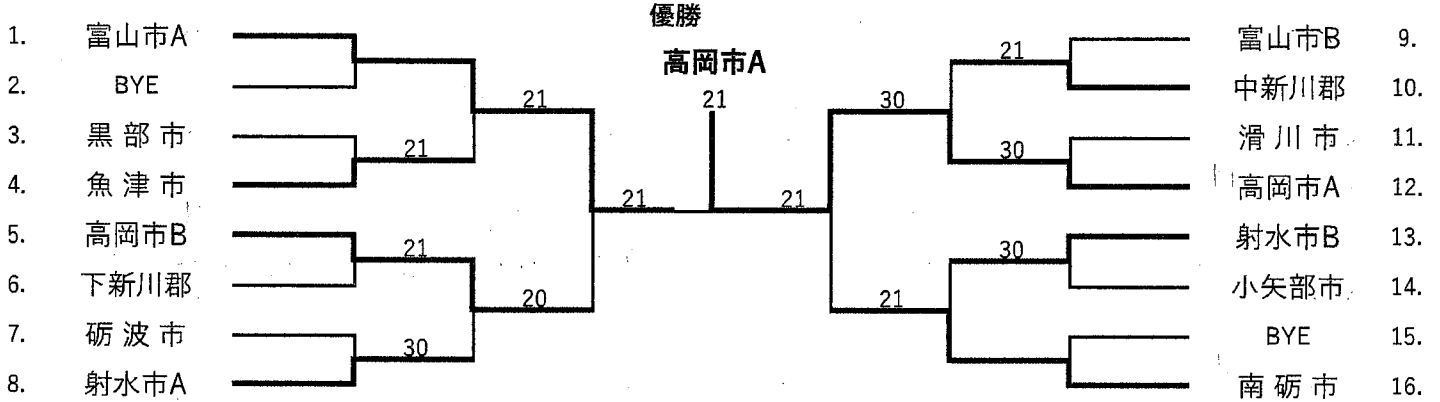 優勝
高岡市A
21
1. 富山市A
2. BYE
3. 黒部市
4. 魚津市
5. 高岡市B
6. 下新川郡
7. 砺波市
8. 射水市A
21
21
30
21
20
21
21
30
21
21
30
30
富山市B 9.
中新川郡 10.
滑川市 11.
高岡市A 12.
射水市B 13.
小矢部市 14.
BYE 15.
南砺市 16.